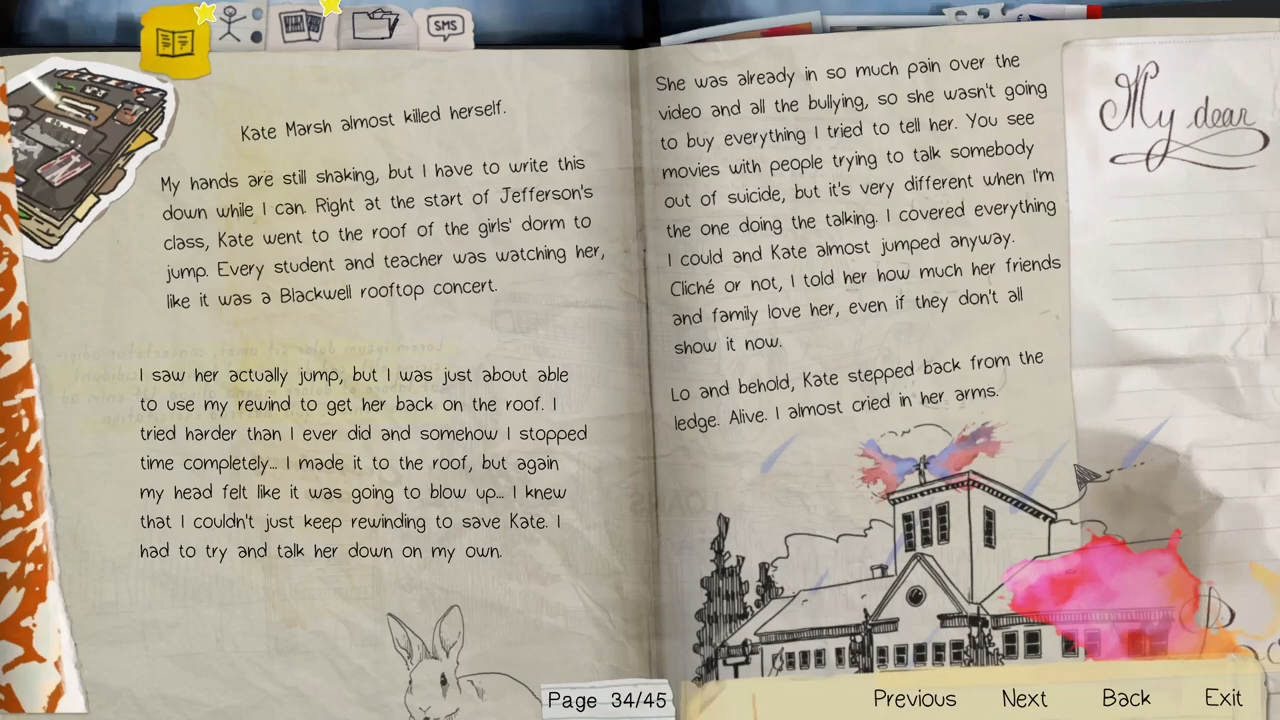 SMS
Kate Marsh almost killed herself.
My hands are still shaking, but I have to write this
down while I can. Right at the start of Jefferson's
class, Kate went to the roof of the girls' dorm to
jump. Every student and teacher was watching her,
like it was a Blackwell rooftop concert.
I saw her actually jump, but I was just about able
to use my rewind to get her back on the roof. I
tried harder than I ever did and somehow I stopped
time completely... I made it to the roof, but again
my head felt like it was going to blow up... I knew
that I couldn't just keep rewinding to save Kate. I
had to try and talk her down on my own.
She was already in so much pain over the
video and all the bullying, so she wasn't going
to buy everything I tried to tell her. You see
movies with people trying to talk somebody
out of suicide, but it's very different when I'm
the one doing the talking. I covered everything
I could and Kate almost jumped anyway.
Cliché or not, I told her how much her friends
and family love her, even if they don't all
show it now.
Lo and behold, Kate stepped back from the
ledge. Alive. I almost cried in her arms.
My dear
Page 34/45
Previous Next Back Exit